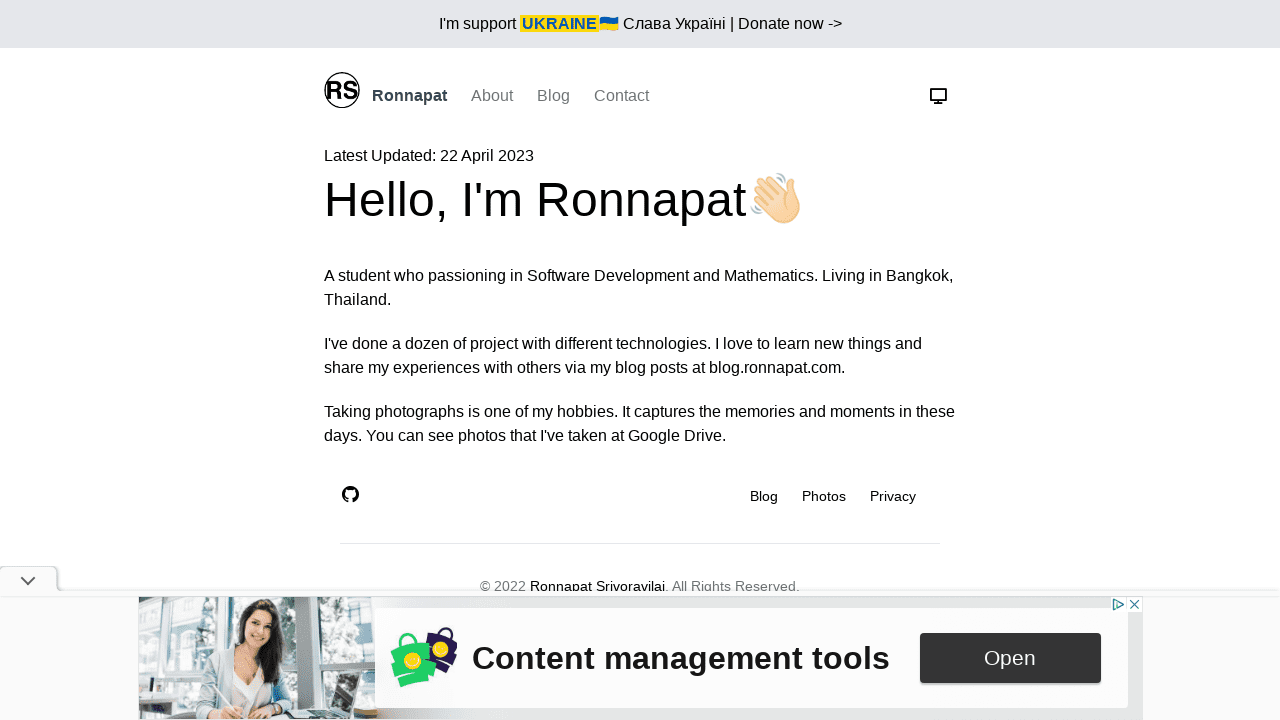 I'm support UKRAINE🇺🇦 Слава Україні | Donate now ->
RS Ronnapat About Blog Contact
Latest Updated: 22 April 2023
Hello, I'm Ronnapat👋🏻
A student who passioning in Software Development and Mathematics. Living in Bangkok,
Thailand.
I've done a dozen of project with different technologies. I love to learn new things and
share my experiences with others via my blog posts at blog.ronnapat.com.
Taking photographs is one of my hobbies. It captures the memories and moments in these
days. You can see photos that I've taken at Google Drive.
Blog Photos Privacy
© 2022 Ronnapat Srivoravilai. All Rights Reserved.
Content management tools
Open